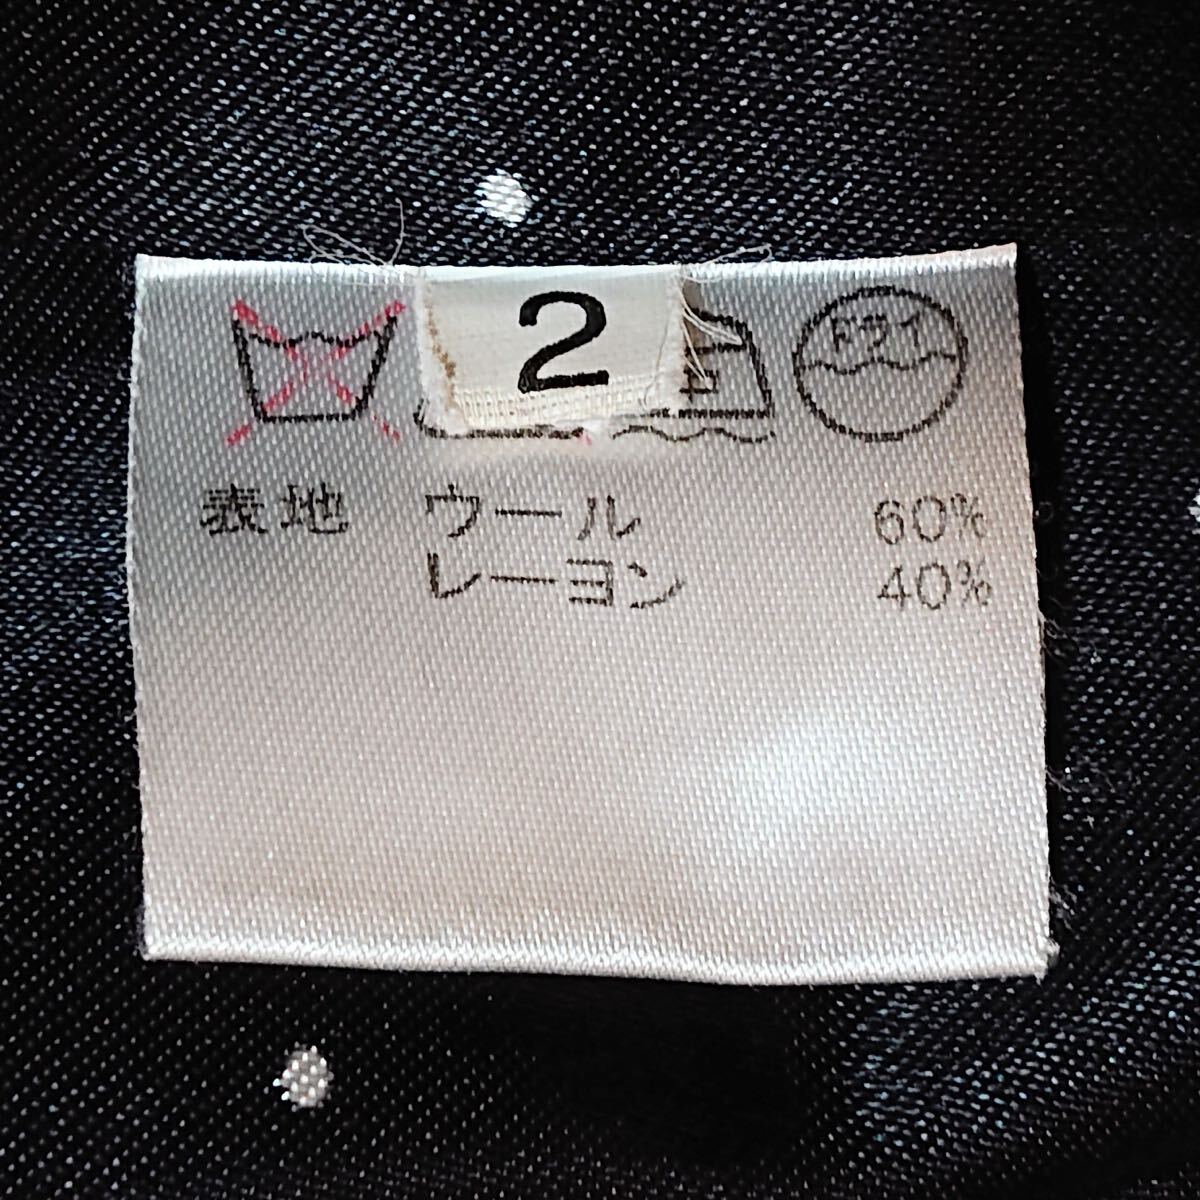 2
ドライ
表地 ウール 60%
レーヨン 40%